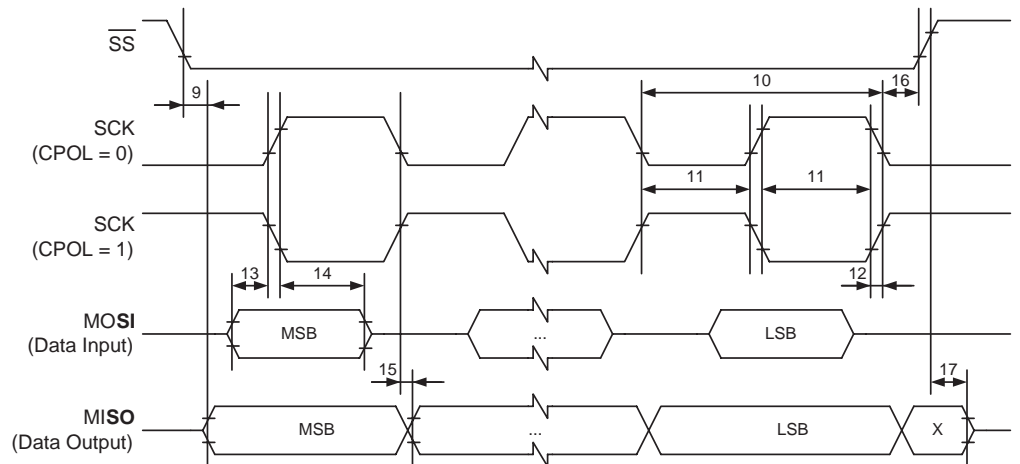 SS
10
16
9
SCK
(CPOL = 0)
11
11
SCK
(CPOL = 1)
13
14
12
MOSI
(Data Input)
MSB
...
LSB
15
17
MISO
(Data Output)
MSB
...
LSB
X